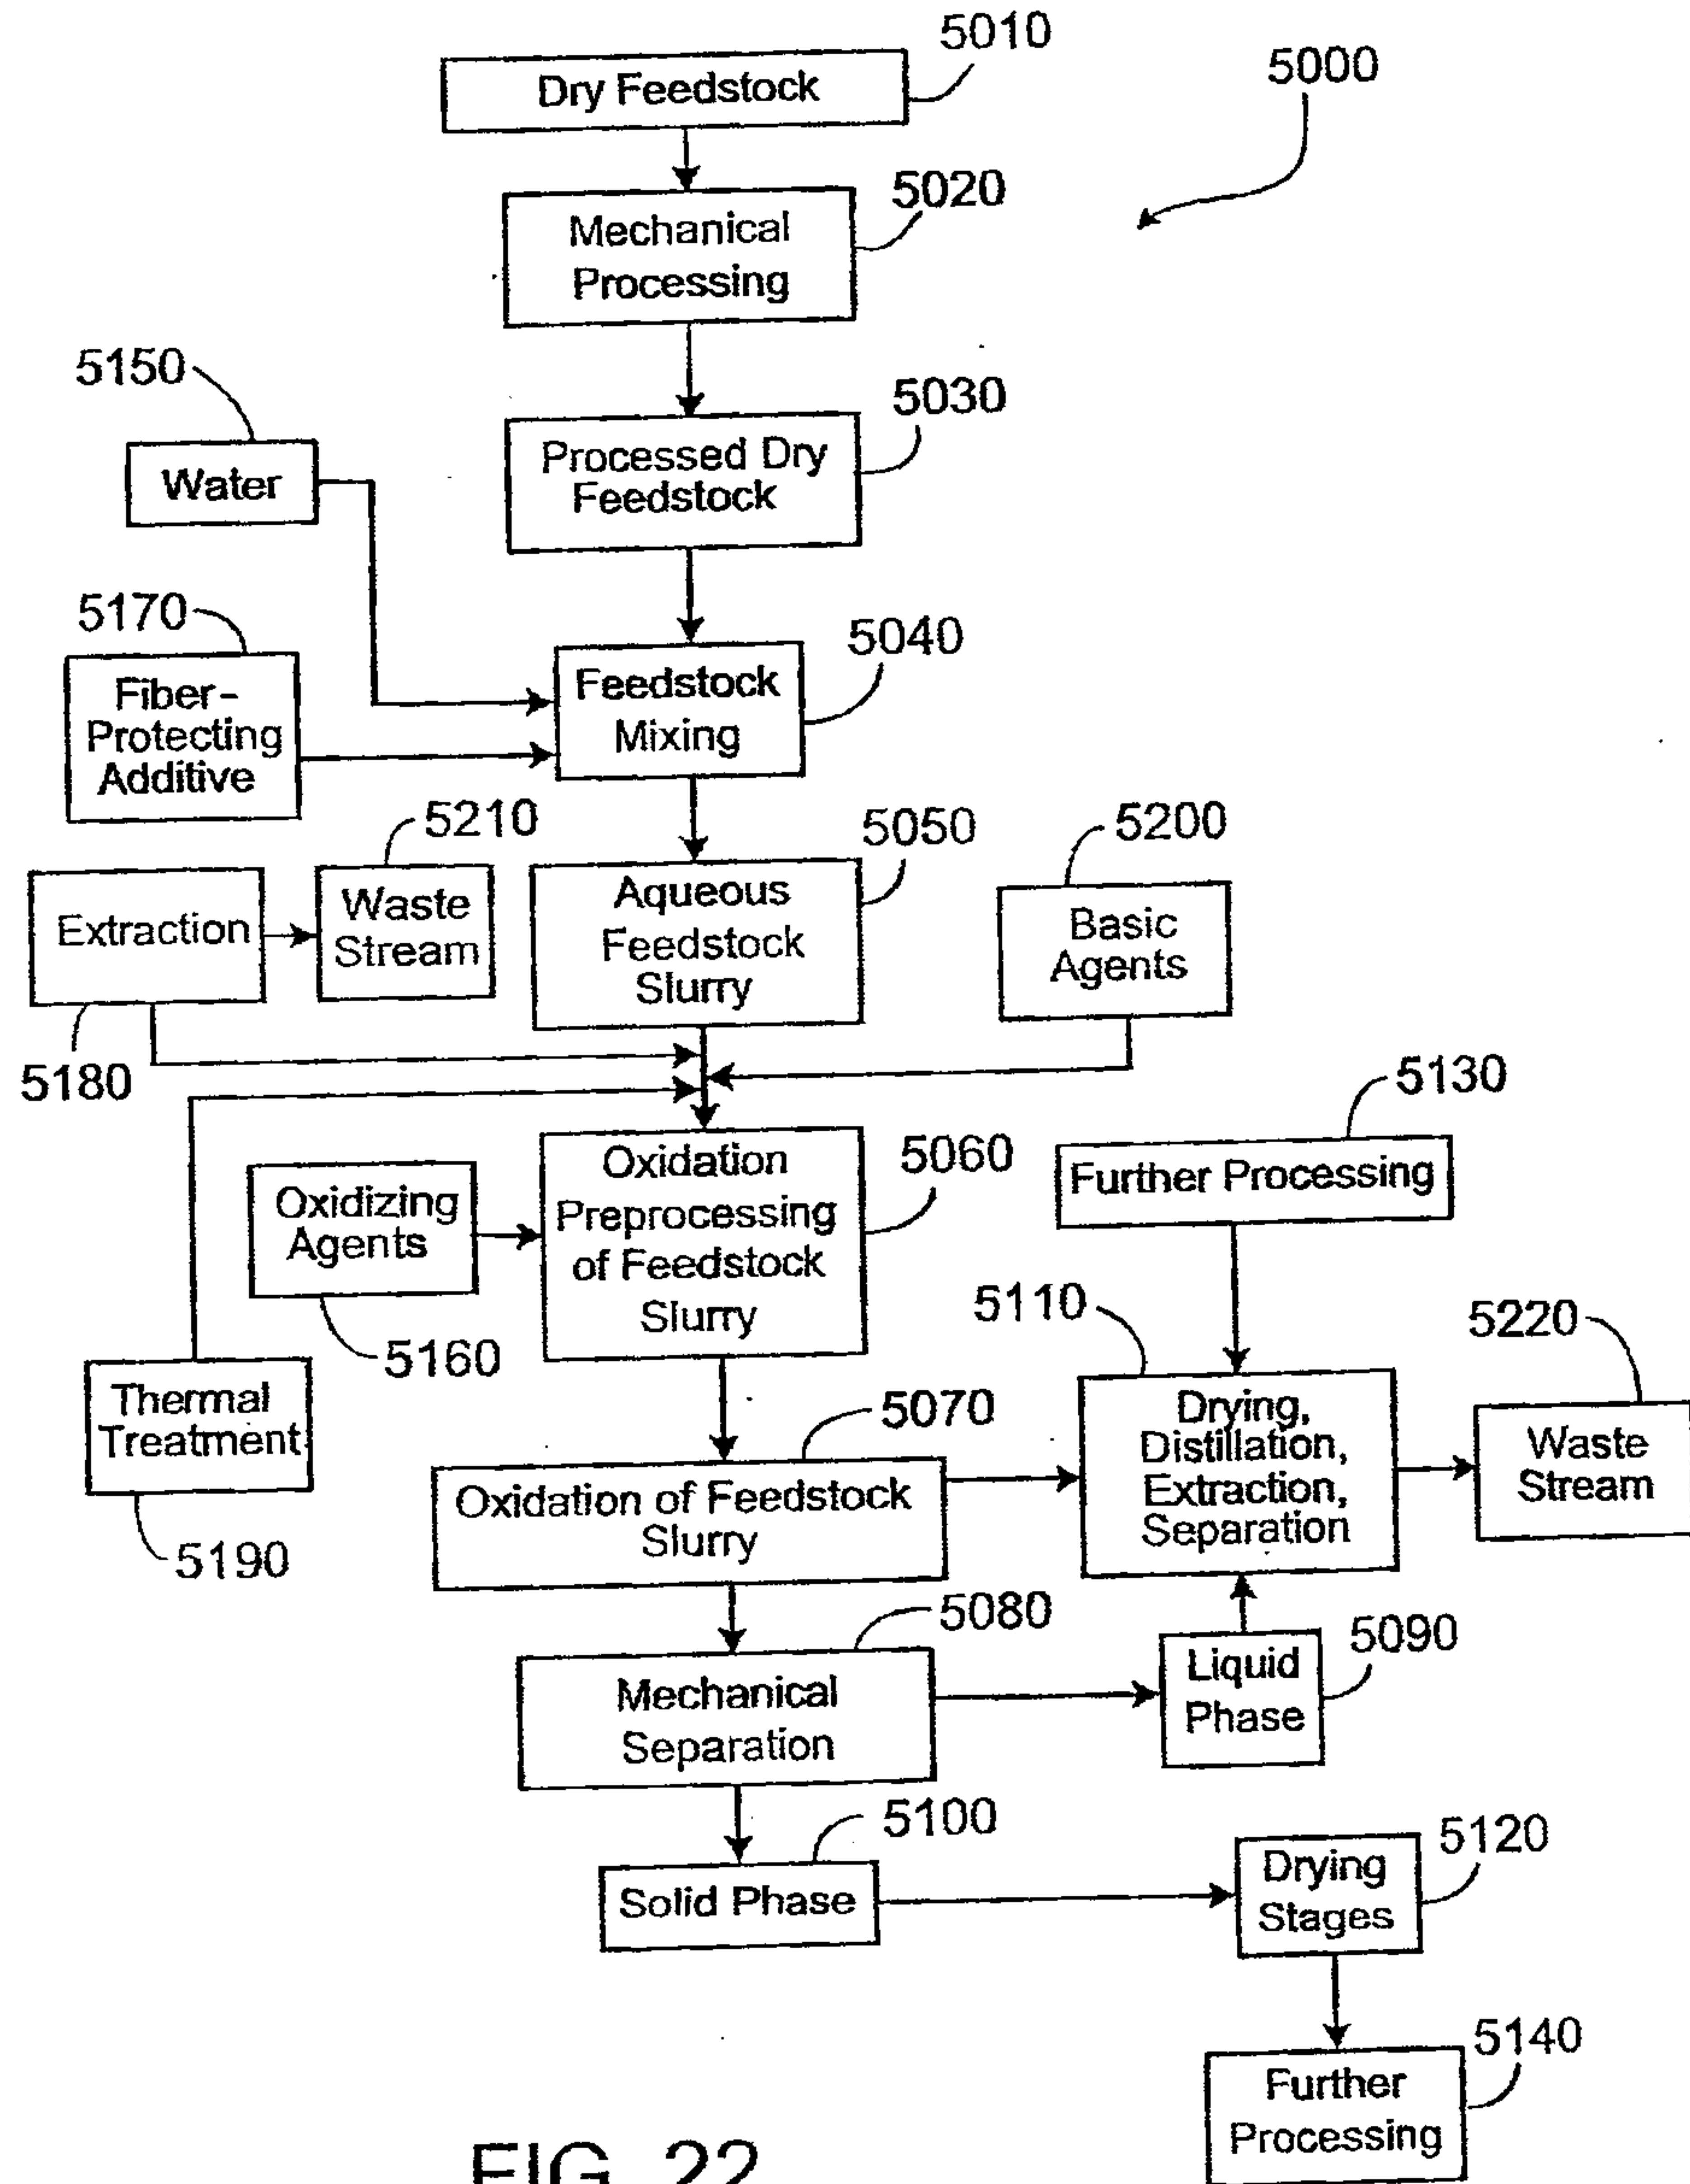 5010
Dry Feedstock
5000
5020
Mechanical
Processing
5150
5030
Water
Processed Dry
Feedstock
5170
5040
Fiber-
Protecting
Additive
Feedstock
Mixing
5210
5050
5200
Extraction
Waste
Stream
Aqueous
Feedstock
Slurry
Basic
Agents
5180
5130
5060
Oxidation
Preprocessing
of Feedstock
Slurry
Further Processing
Oxidizing
Agents
5160
5110
5220
Thermal
Treatment
5190
5070
Drying,
Distillation,
Extraction,
Separation
Waste
Stream
Oxidation of Feedstock
Slurry
5080
5090
Mechanical
Separation
Liquid
Phase
5100
5120
Solid Phase
Drying
Stages
5140
Further
Processing
FIG. 22